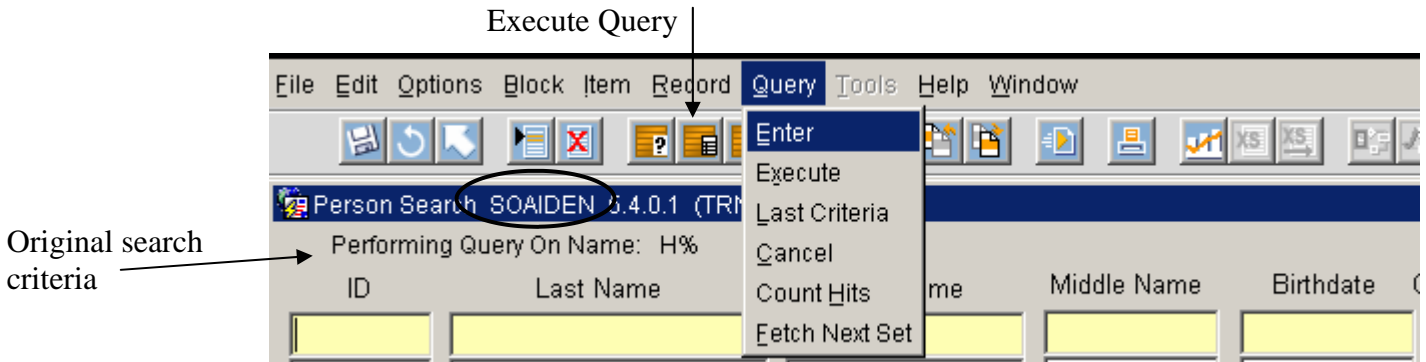 Execute Query
File Edit Options Block Item Record Query Tools Help Window
Enter
Execute
Last Criteria
Cancel
Count Hits
Fetch Next Set
XS XS
Person Search SOAIDEN 6.4.0.1 (TRN
Original search
criteria
Performing Query On Name: H%
ID Last Name me Middle Name Birthdate